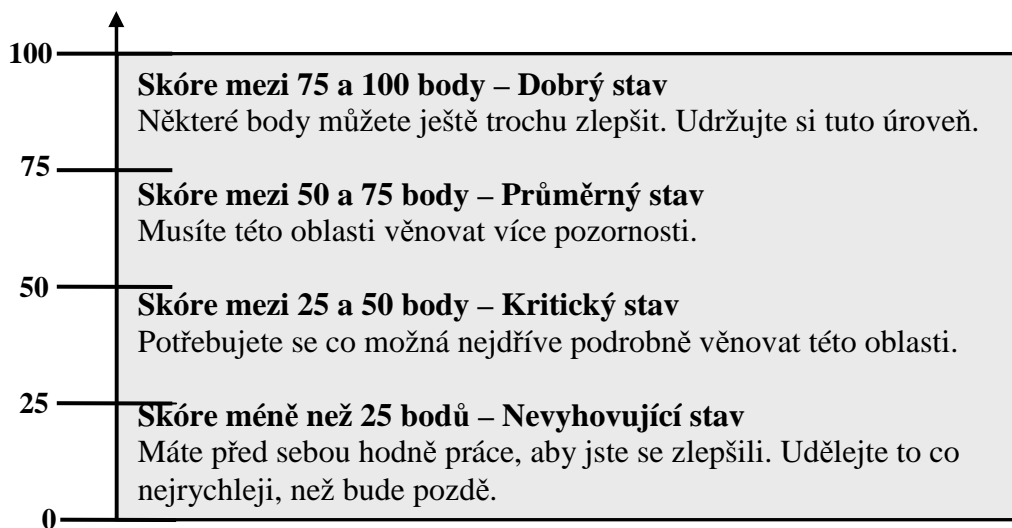 100
Skóre mezi 75 a 100 body – Dobrý stav
Některé body můžete ještě trochu zlepšit. Udržujte si tuto úroveň.
75
Skóre mezi 50 a 75 body – Průměrný stav
Musíte této oblasti věnovat více pozornosti.
50
Skóre mezi 25 a 50 body – Kritický stav
Potřebujete se co možná nejdříve podrobně věnovat této oblasti.
25
Skóre méně než 25 bodů – Nevyhovující stav
Máte před sebou hodně práce, aby jste se zlepšili. Udělejte to co
nejrychleji, než bude pozdě.
0